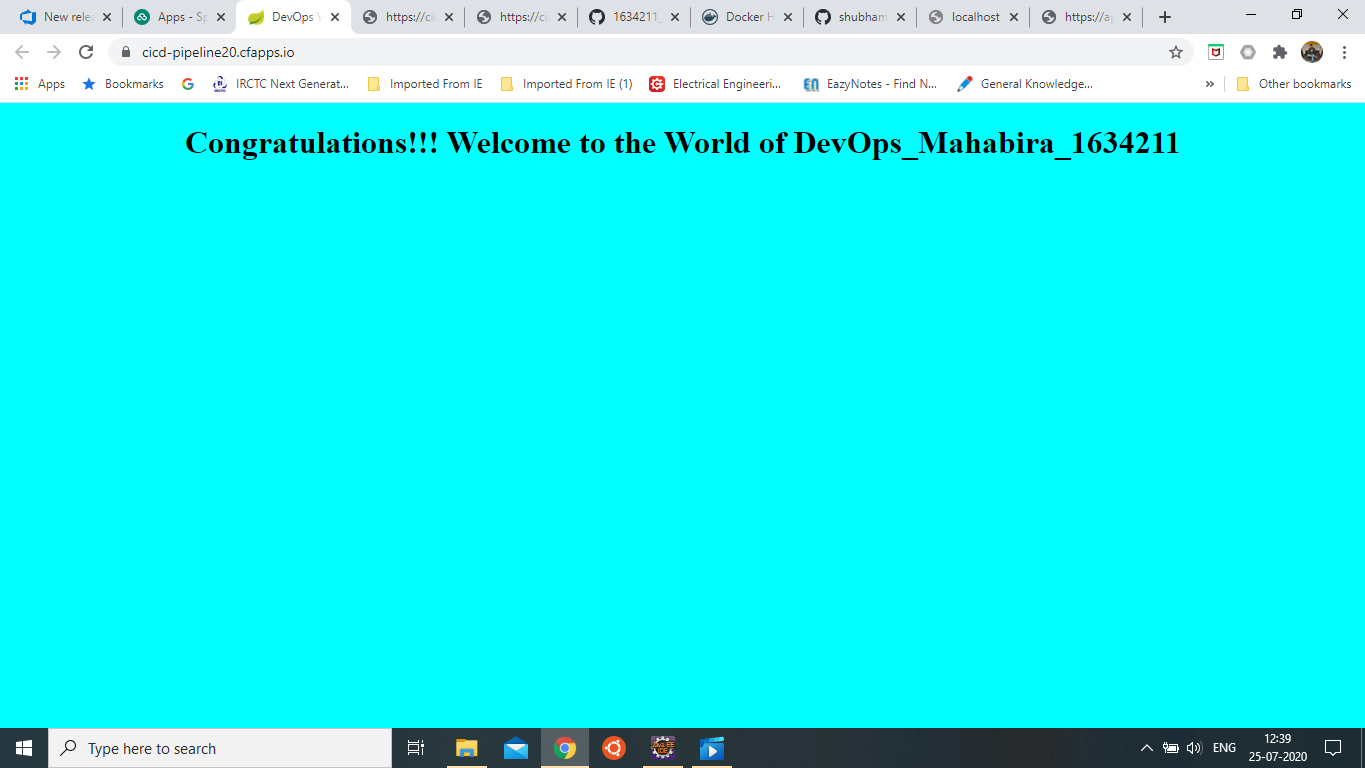 New rele
Apps - Sp
DevOps W
https://cic
https://ci
1634211_
Docker H
shubham
localhost
https://ap
cicd-pipeline20.cfapps.io
Apps
Bookmarks
IRCTC Next Generat...
Imported From IE
Imported From IE (1)
Electrical Engineeri...
EazyNotes - Find N...
General Knowledge...
»
Other bookmarks
Congratulations!!! Welcome to the World of DevOps_Mahabira_1634211
Type here to search
ENG
12:39
25-07-2020